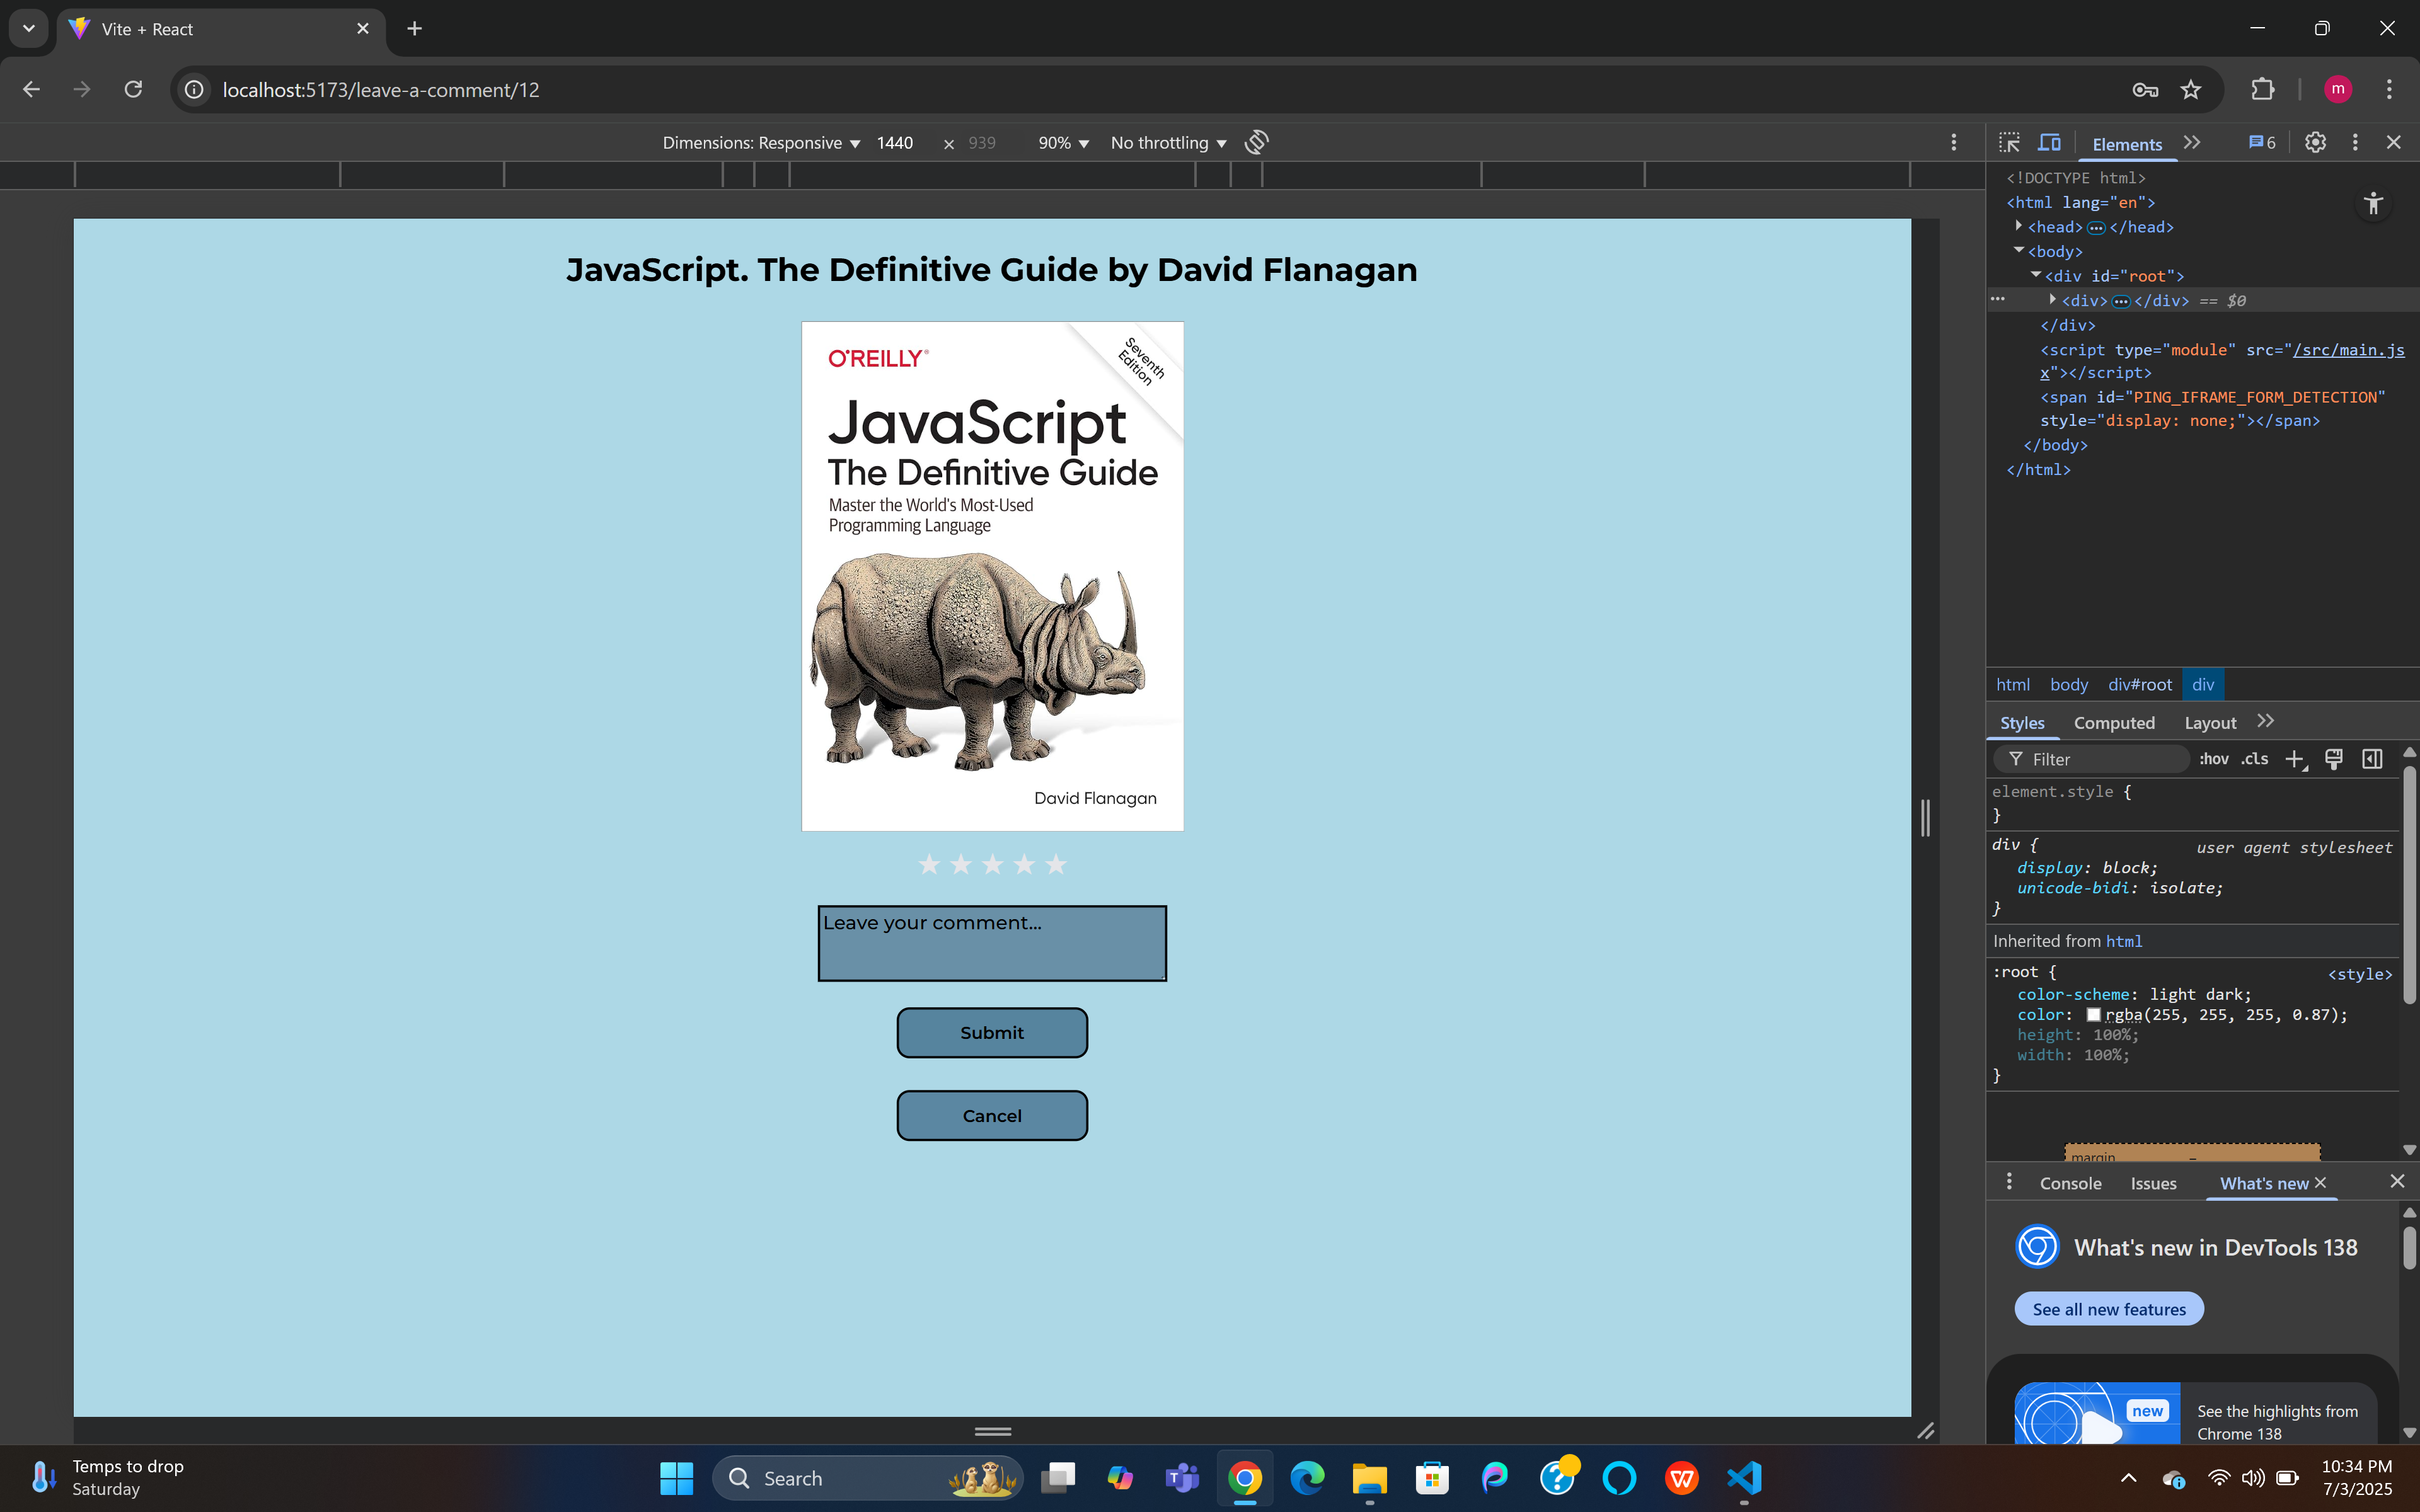 Vite + React
localhost:5173/leave-a-comment/12
m
Dimensions: Responsive 1440 × 939 90% No throttling
Elements
6
JavaScript. The Definitive Guide by David Flanagan
O'REILLY
Seventh
Edition
JavaScript
The Definitive Guide
Master the World's Most-Used
Programming Language
David Flanagan
Leave your comment...
Submit
Cancel
<!DOCTYPE html>
<html lang="en">
<head> </head>
<body>
<div id="root">
<div> </div> == $0
</div>
<script type="module" src="/src/main.js
x"></script>
<span id="PING_IFRAME_FORM_DETECTION"
style="display: none;"></span>
</body>
</html>
html body div#root div
Styles Computed Layout
Filter :hov .cls
element.style {
}
div { user agent stylesheet
display: block;
unicode-bidi: isolate;
}
Inherited from html
:root { <style>
color-scheme: light dark;
color: rgba(255, 255, 255, 0.87);
height: 100%;
width: 100%;
}
margin –
Console Issues What's new
What's new in DevTools 138
See all new features
new
See the highlights from
Chrome 138
Temps to drop
Saturday
Search
10:34 PM
7/3/2025